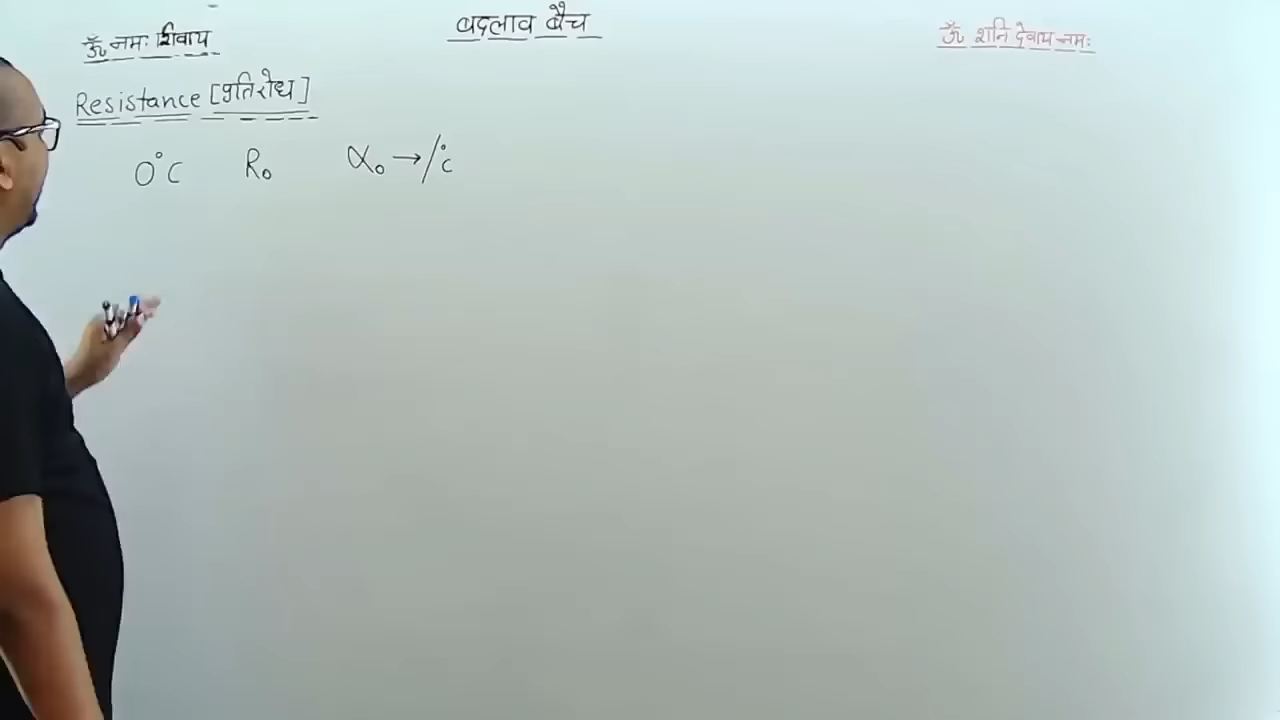 ॐ नमः शिवाय
बदलाव बैच
ॐ शनि देवाय नमः
Resistance [प्रतिरोध]
0°C R₀ α₀ → /°c